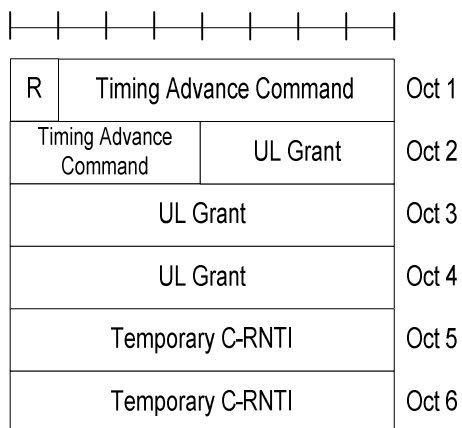 R Timing Advance Command Oct 1
Timing Advance
Command UL Grant Oct 2
UL Grant Oct 3
UL Grant Oct 4
Temporary C-RNTI Oct 5
Temporary C-RNTI Oct 6